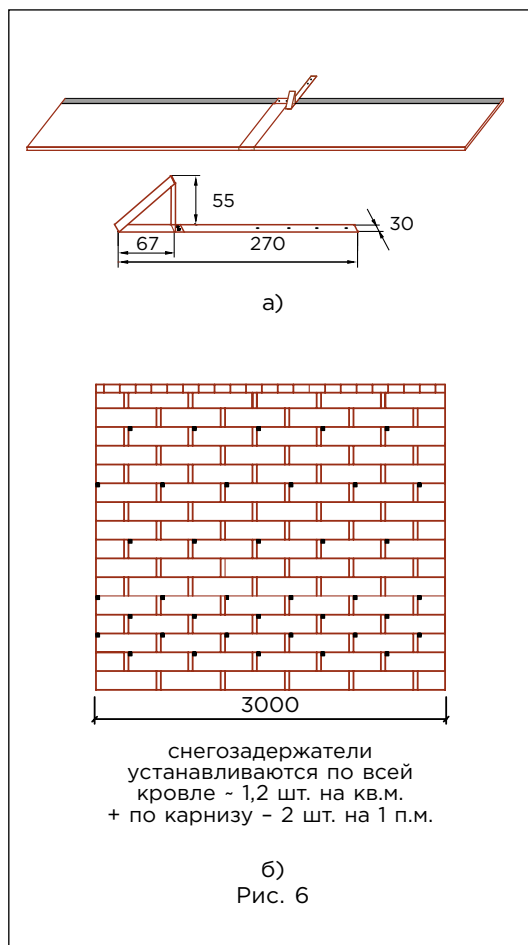 55
30
67
270
а)
3000
снегозадержатели
устанавливаются по всей
кровле ~ 1,2 шт. на кв.м.
+ по карнизу – 2 шт. на 1 п.м.
б)
Рис. 6